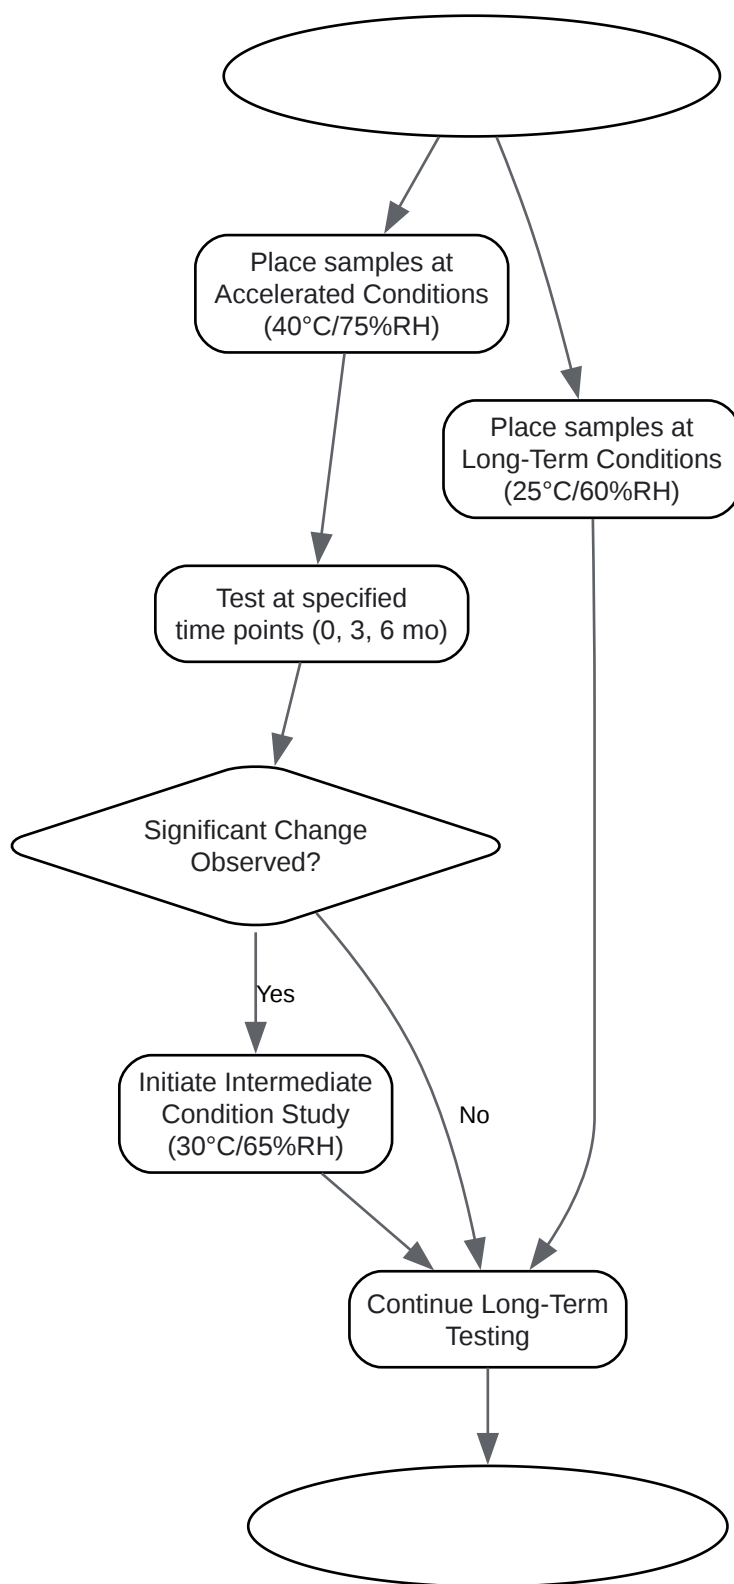 Place samples at
Accelerated Conditions
(40°C/75%RH)
Place samples at
Long-Term Conditions
(25°C/60%RH)
Test at specified
time points (0, 3, 6 mo)
Significant Change
Observed?
Yes
Initiate Intermediate
Condition Study
(30°C/65%RH)
No
Continue Long-Term
Testing